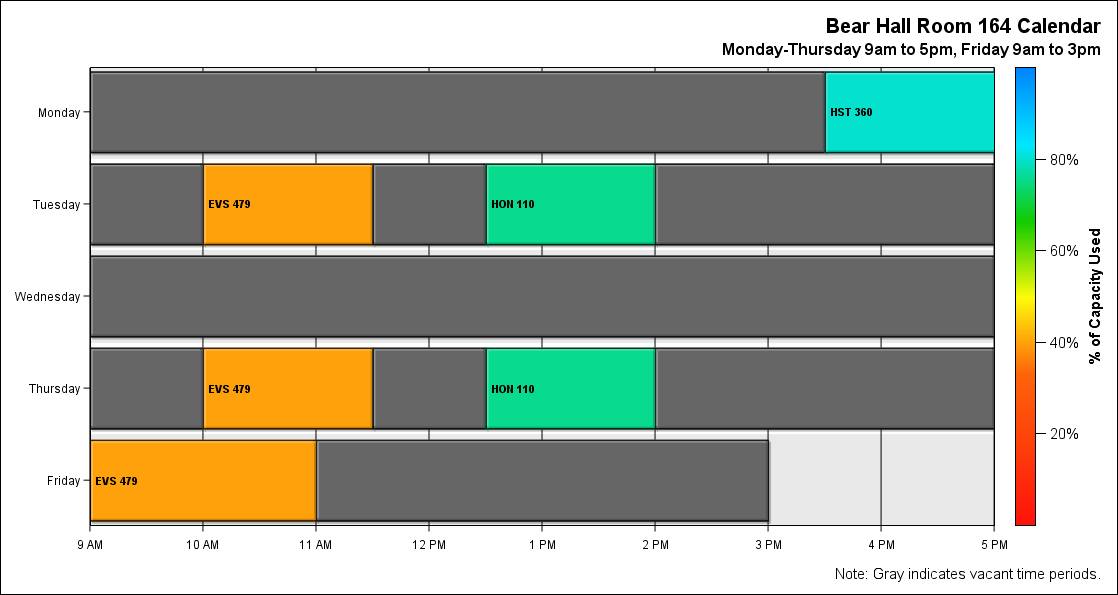 Bear Hall Room 164 Calendar
Monday-Thursday 9am to 5pm, Friday 9am to 3pm
Monday
HST 360
80%
Tuesday
EVS 479
HON 110
60%
% of Capacity Used
Wednesday
40%
Thursday
EVS 479
HON 110
20%
Friday
EVS 479
9 AM 10 AM 11 AM 12 PM 1 PM 2 PM 3 PM 4 PM 5 PM
Note: Gray indicates vacant time periods.